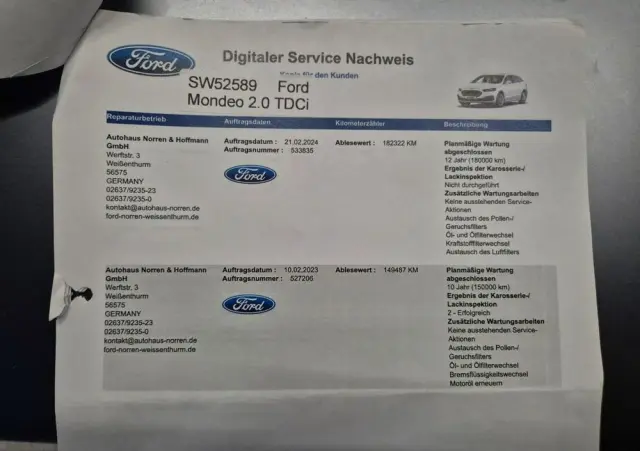 Ford
Digitaler Service Nachweis
Kopie für den Kunden
SW52589 Ford
Mondeo 2.0 TDCi
Reparaturbetrieb Auftragsdaten Kilometerzähler Beschreibung
Autohaus Norren & Hoffmann
GmbH
Werftstr. 3
Weißenthurm
56575
GERMANY
02637/9235-23
02637/9235-0
kontakt@autohaus-norren.de
ford-norren-weissenthurm.de
Auftragsdatum : 21.02.2024
Auftragsnummer : 533835
Ford
Ablesewert : 182322 KM
Planmäßige Wartung
abgeschlossen
12 Jahr (180000 km)
Ergebnis der Karosserie-/
Lackinspektion
Nicht durchgeführt
Zusätzliche Wartungsarbeiten
Keine ausstehenden Service-
Aktionen
Austausch des Pollen-/
Geruchsfilters
Öl- und Ölfilterwechsel
Kraftstofffilterwechsel
Austausch des Luftfilters
Autohaus Norren & Hoffmann
GmbH
Werftstr. 3
Weißenthurm
56575
GERMANY
02637/9235-23
02637/9235-0
kontakt@autohaus-norren.de
ford-norren-weissenthurm.de
Auftragsdatum : 10.02.2023
Auftragsnummer : 527206
Ford
Ablesewert : 149487 KM
Planmäßige Wartung
abgeschlossen
10 Jahr (150000 km)
Ergebnis der Karosserie-/
Lackinspektion
2 - Erfolgreich
Zusätzliche Wartungsarbeiten
Keine ausstehenden Service-
Aktionen
Austausch des Pollen-/
Geruchsfilters
Öl- und Ölfilterwechsel
Bremsflüssigkeitswechsel
Motoröl erneuern